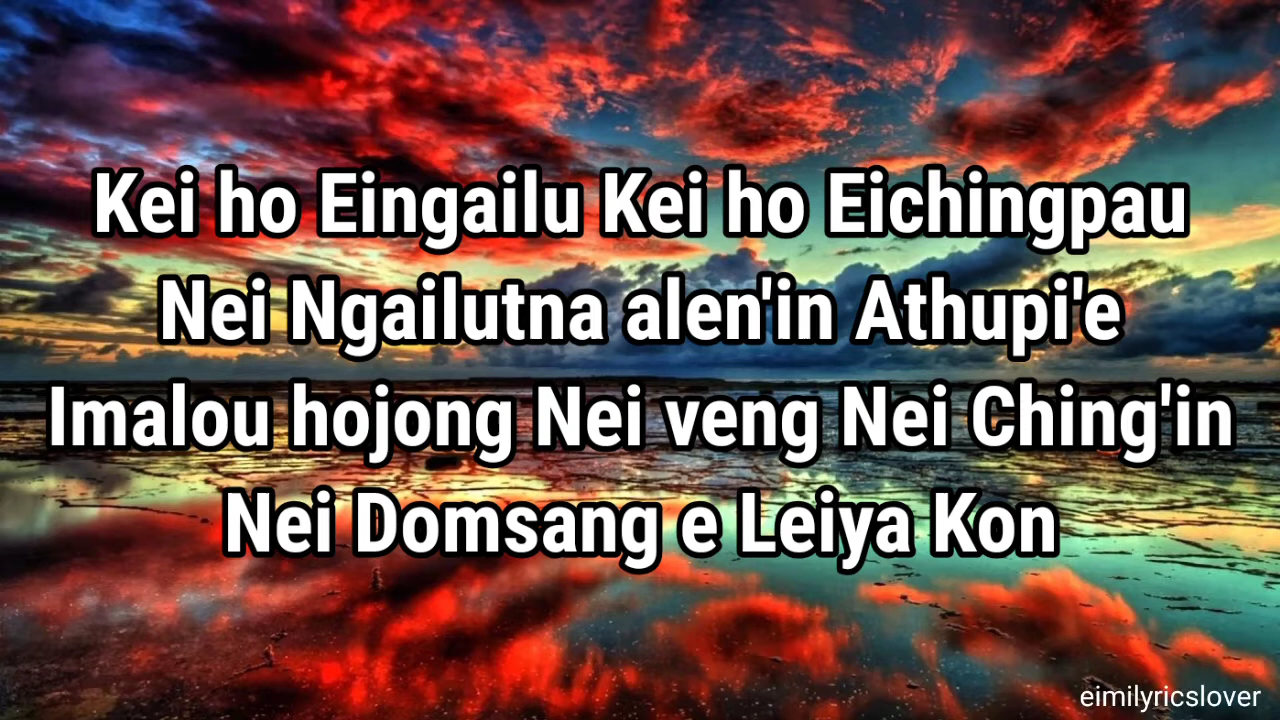 Kei ho Eingailu Kei ho Eichingpau
Nei Ngailutna alen'in Athupi'e
Imalou hojong Nei veng Nei Ching'in
Nei Domsang e Leiya Kon
eimilyricslover